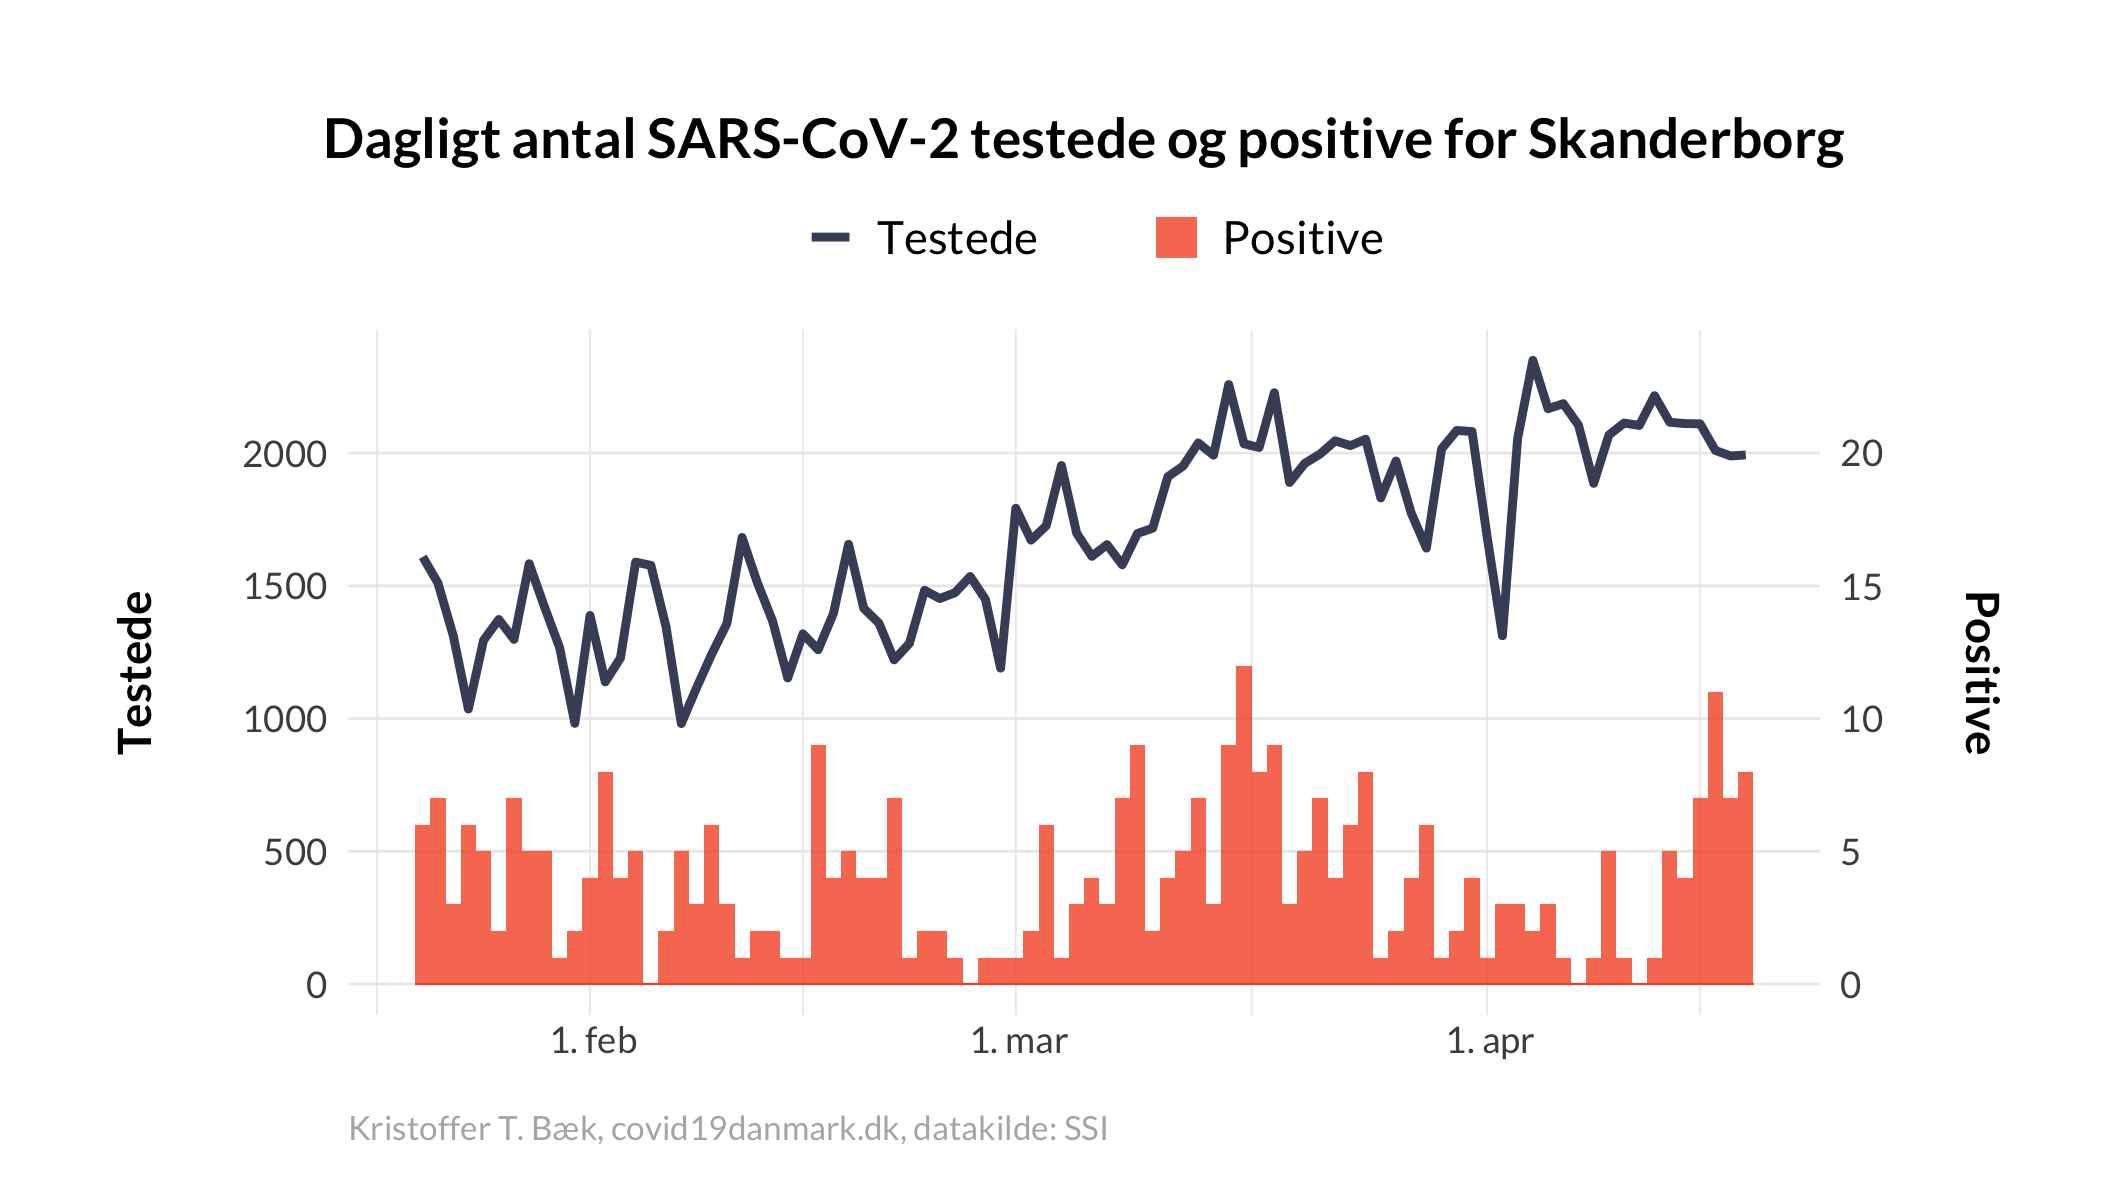 Dagligt antal SARS-CoV-2 testede og positive for Skanderborg
Testede Positive
2000 20
1500 15
1000 10
500 5
0 0
Testede
Positive
1. feb 1. mar 1. apr
Kristoffer T. Bæk, covid19danmark.dk, datakilde: SSI